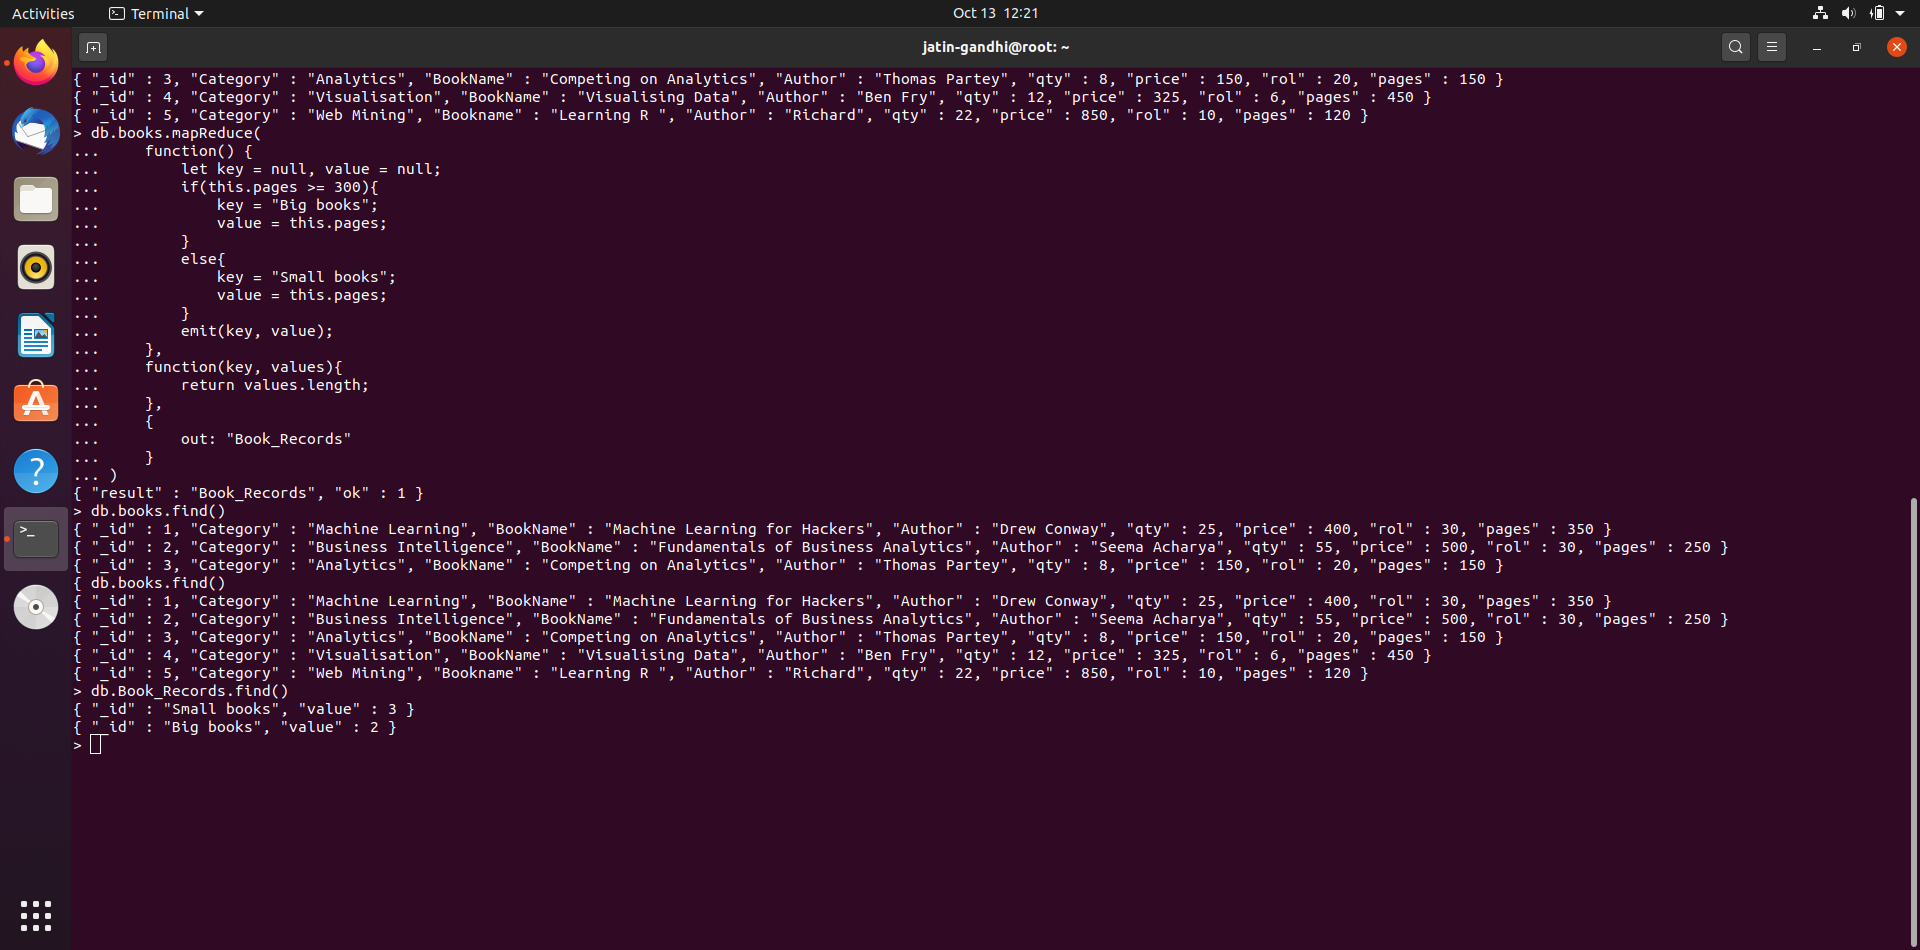 Activities
Terminal
Oct 13 12:21
jatin-gandhi@root: ~
{ "_id" : 3, "Category" : "Analytics", "BookName" : "Competing on Analytics", "Author" : "Thomas Partey", "qty" : 8, "price" : 150, "rol" : 20, "pages" : 150 }
{ "_id" : 4, "Category" : "Visualisation", "BookName" : "Visualising Data", "Author" : "Ben Fry", "qty" : 12, "price" : 325, "rol" : 6, "pages" : 450 }
{ "_id" : 5, "Category" : "Web Mining", "Bookname" : "Learning R ", "Author" : "Richard", "qty" : 22, "price" : 850, "rol" : 10, "pages" : 120 }
> db.books.mapReduce(
...     function() {
...         let key = null, value = null;
...         if(this.pages >= 300){
...             key = "Big books";
...             value = this.pages;
...         }
...         else{
...             key = "Small books";
...             value = this.pages;
...         }
...         emit(key, value);
...     },
...     function(key, values){
...         return values.length;
...     },
...     {
...         out: "Book_Records"
...     }
... )
{ "result" : "Book_Records", "ok" : 1 }
> db.books.find()
{ "_id" : 1, "Category" : "Machine Learning", "BookName" : "Machine Learning for Hackers", "Author" : "Drew Conway", "qty" : 25, "price" : 400, "rol" : 30, "pages" : 350 }
{ "_id" : 2, "Category" : "Business Intelligence", "BookName" : "Fundamentals of Business Analytics", "Author" : "Seema Acharya", "qty" : 55, "price" : 500, "rol" : 30, "pages" : 250 }
{ "_id" : 3, "Category" : "Analytics", "BookName" : "Competing on Analytics", "Author" : "Thomas Partey", "qty" : 8, "price" : 150, "rol" : 20, "pages" : 150 }
{ db.books.find()
{ "_id" : 1, "Category" : "Machine Learning", "BookName" : "Machine Learning for Hackers", "Author" : "Drew Conway", "qty" : 25, "price" : 400, "rol" : 30, "pages" : 350 }
{ "_id" : 2, "Category" : "Business Intelligence", "BookName" : "Fundamentals of Business Analytics", "Author" : "Seema Acharya", "qty" : 55, "price" : 500, "rol" : 30, "pages" : 250 }
{ "_id" : 3, "Category" : "Analytics", "BookName" : "Competing on Analytics", "Author" : "Thomas Partey", "qty" : 8, "price" : 150, "rol" : 20, "pages" : 150 }
{ "_id" : 4, "Category" : "Visualisation", "BookName" : "Visualising Data", "Author" : "Ben Fry", "qty" : 12, "price" : 325, "rol" : 6, "pages" : 450 }
{ "_id" : 5, "Category" : "Web Mining", "Bookname" : "Learning R ", "Author" : "Richard", "qty" : 22, "price" : 850, "rol" : 10, "pages" : 120 }
> db.Book_Records.find()
{ "_id" : "Small books", "value" : 3 }
{ "_id" : "Big books", "value" : 2 }
>